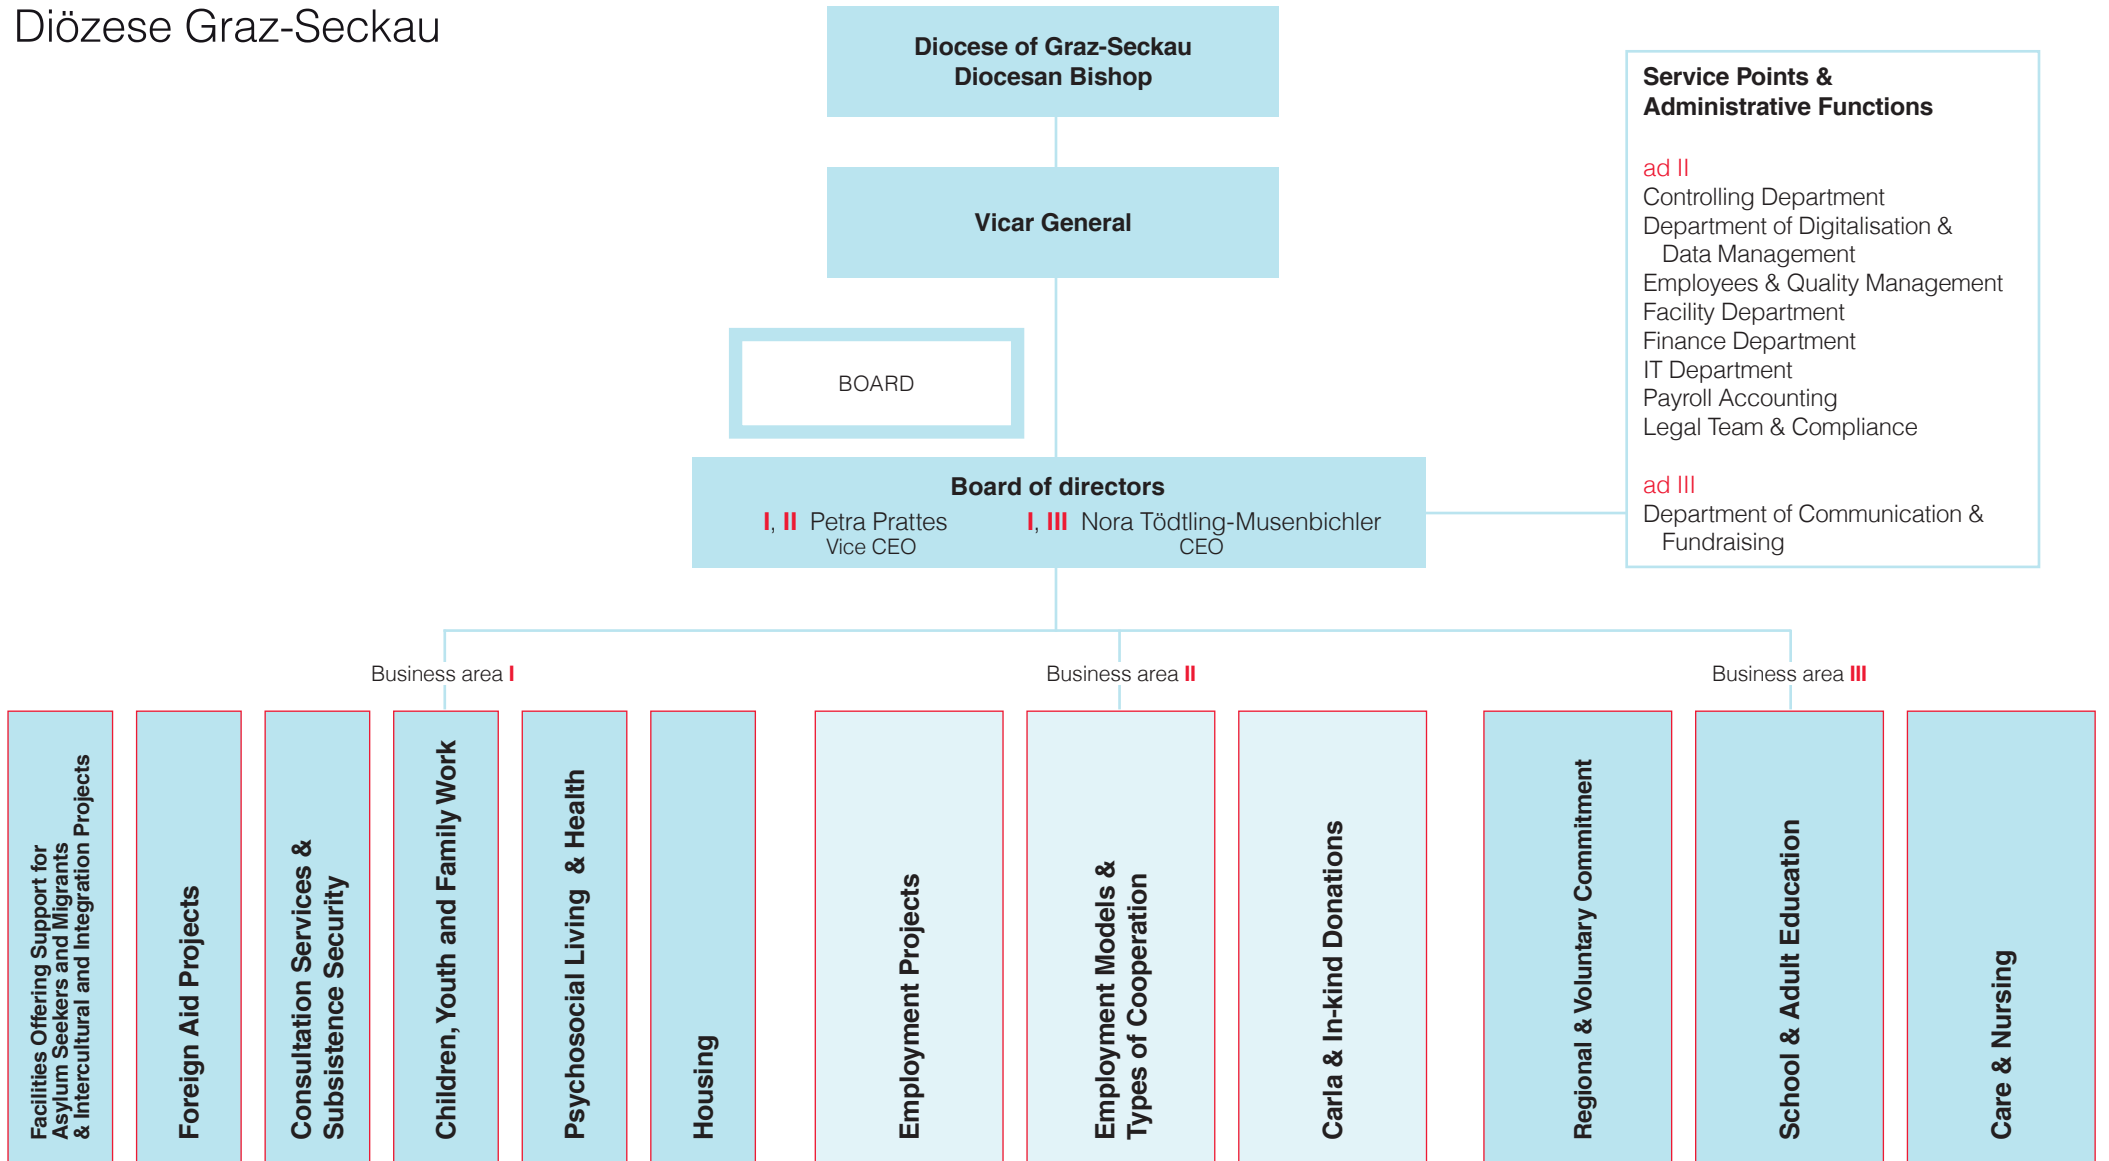 Diözese Graz-Seckau
Diocese of Graz-Seckau
Diocesan Bishop
Vicar General
BOARD
Board of directors
I, II Petra Prattes
Vice CEO
I, III Nora Tödtling-Musenbichler
CEO
Service Points &
Administrative Functions
ad II
Controlling Department
Department of Digitalisation &
Data Management
Employees & Quality Management
Facility Department
Finance Department
IT Department
Payroll Accounting
Legal Team & Compliance
ad III
Department of Communication &
Fundraising
Business area I
Facilities Offering Support for
Asylum Seekers and Migrants
& Intercultural and Integration Projects
Foreign Aid Projects
Consultation Services &
Subsistence Security
Children, Youth and Family Work
Psychosocial Living & Health
Housing
Business area II
Employment Projects
Employment Models &
Types of Cooperation
Carla & In-kind Donations
Business area III
Regional & Voluntary Commitment
School & Adult Education
Care & Nursing